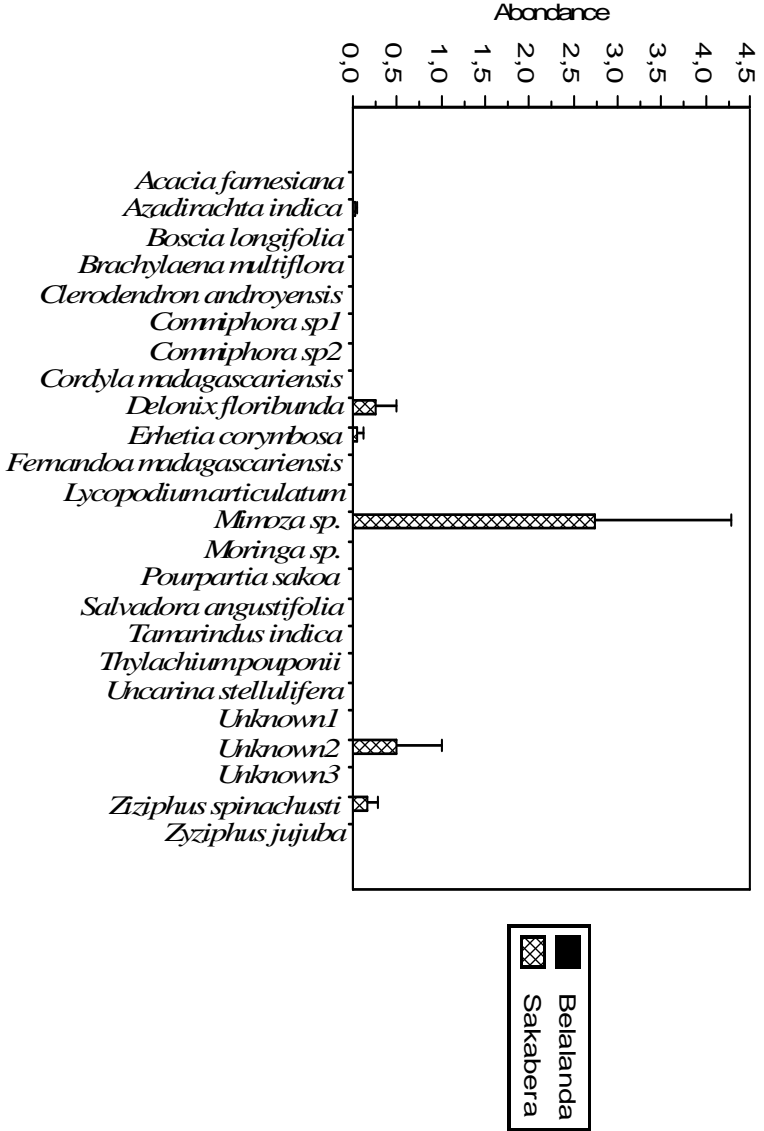 Abondance
0,0
0,5
1,0
1,5
2,0
2,5
3,0
3,5
4,0
4,5
Acacia farnesiana
Azadirachta indica
Boscia longifolia
Brachylaena multiflora
Clerodendron androyensis
Commiphora sp1
Commiphora sp2
Cordyla madagascariensis
Delonix floribunda
Erhetia corymbosa
Fernandoa madagascariensis
Lycopodium articulatum
Mimoza sp.
Moringa sp.
Pourpartia sakoa
Salvadora angustifolia
Tamarindus indica
Thylachium pouponii
Uncarina stellulifera
Unknown1
Unknown2
Unknown3
Ziziphus spinachusti
Zyziphus jujuba
Belalanda
Sakabera